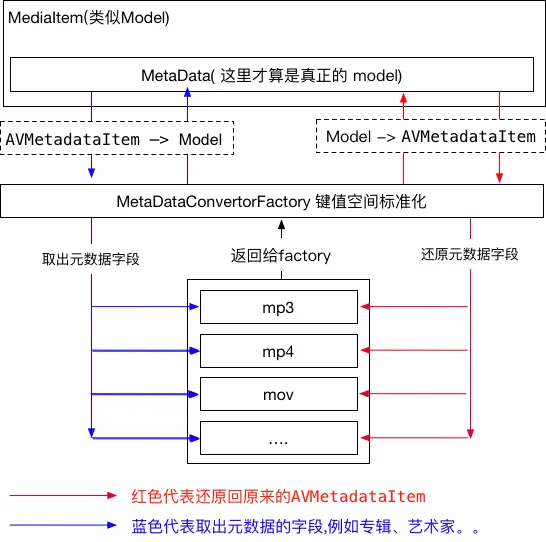 MediaItem(类似Model)
MetaData( 这里才算是真正的 model)
AVMetadataItem —> Model
Model -> AVMetadataItem
MetaDataConvertorFactory 键值空间标准化
取出元数据字段
返回给factory
还原元数据字段
mp3
mp4
mov
....
红色代表还原回原来的AVMetadataItem
蓝色代表取出元数据的字段,例如专辑、艺术家。。